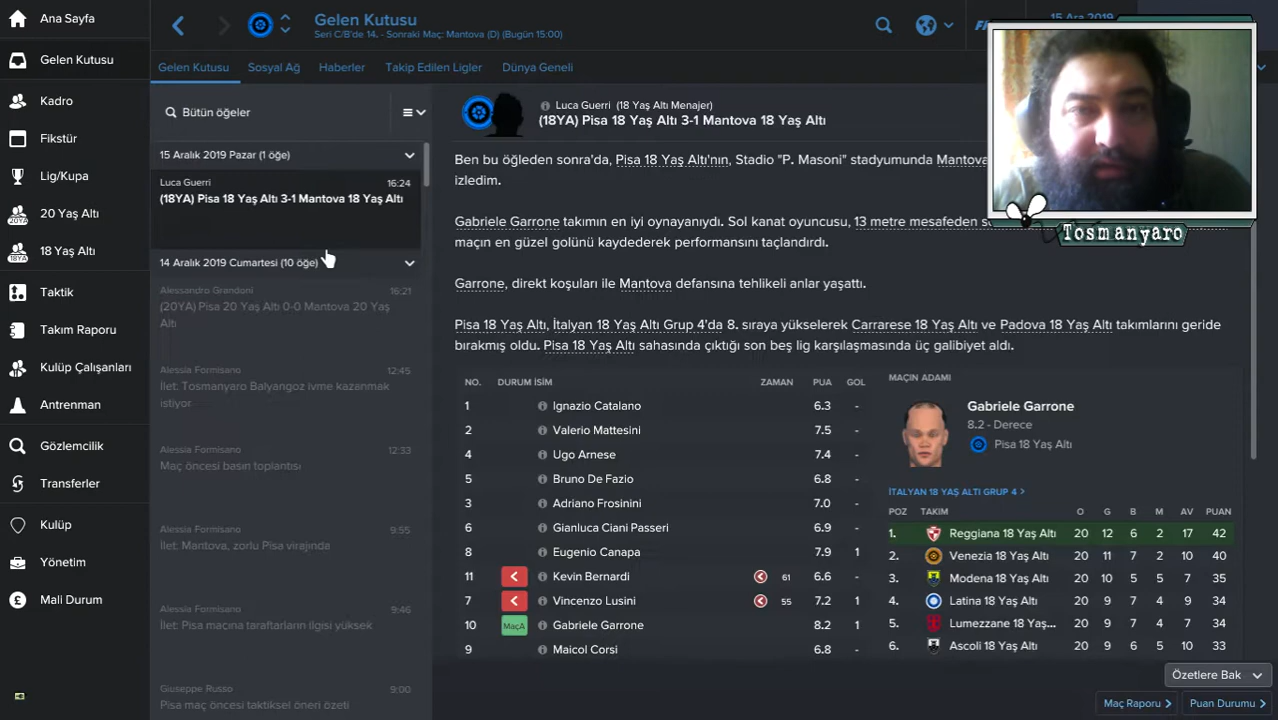 Ana Sayfa
Gelen Kutusu
Kadro
Fikstür
Lig/Kupa
20 Yaş Altı
18 Yaş Altı
Taktik
Takım Raporu
Kulüp Çalışanları
Antrenman
Gözlemcilik
Transferler
Kulüp
Yönetim
Mali Durum
Gelen Kutusu
Seri C/B'de 14. - Sonraki Maç: Mantova (D) (Bugün 15:00)
15 Ara 2019
Gelen Kutusu Sosyal Ağ Haberler Takip Edilen Ligler Dünya Geneli
Bütün öğeler
15 Aralık 2019 Pazar (1 öğe)
Luca Guerri 16:24
(18YA) Pisa 18 Yaş Altı 3-1 Mantova 18 Yaş Altı
14 Aralık 2019 Cumartesi (10 öğe)
Alessandro Grandoni 16:21
(20YA) Pisa 20 Yaş Altı 0-0 Mantova 20 Yaş
Altı
Alessia Formisano 12:45
İlet: Tosmanyaro Balyangoz ivme kazanmak
istiyor
Alessia Formisano 12:33
Maç öncesi basın toplantısı
Alessia Formisano 9:55
İlet: Mantova, zorlu Pisa virajında
Alessia Formisano 9:46
İlet: Pisa maçına taraftarların ilgisi yüksek
Giuseppe Russo 9:00
Pisa maç öncesi taktiksel öneri özeti
Luca Guerri (18 Yaş Altı Menajer)
(18YA) Pisa 18 Yaş Altı 3-1 Mantova 18 Yaş Altı
Ben bu öğleden sonra'da, Pisa 18 Yaş Altı'nın, Stadio "P. Masoni" stadyumunda Mantova
izledim.
Gabriele Garrone takımın en iyi oynayanıydı. Sol kanat oyuncusu, 13 metre mesafeden
maçın en güzel golünü kaydederek performansını taçlandırdı.
Garrone, direkt koşuları ile Mantova defansına tehlikeli anlar yaşattı.
Pisa 18 Yaş Altı, İtalyan 18 Yaş Altı Grup 4'da 8. sıraya yükselerek Carrarese 18 Yaş Altı ve Padova 18 Yaş Altı takımlarını geride
bırakmış oldu. Pisa 18 Yaş Altı sahasında çıktığı son beş lig karşılaşmasında üç galibiyet aldı.
NO. DURUM İSİM ZAMAN PUA GOL
1 Ignazio Catalano 6.3 -
2 Valerio Mattesini 7.5 -
4 Ugo Arnese 7.4 -
5 Bruno De Fazio 6.8 -
3 Adriano Frosinini 7.0 -
6 Gianluca Ciani Passeri 6.9 -
8 Eugenio Canapa 7.9 1
11 Kevin Bernardi 61 6.6 -
7 Vincenzo Lusini 55 7.2 1
10 MaçA Gabriele Garrone 8.2 1
9 Maicol Corsi 6.8 -
MAÇIN ADAMI
Gabriele Garrone
8.2 - Derece
Pisa 18 Yaş Altı
İTALYAN 18 YAŞ ALTI GRUP 4 >
POZ TAKIM O G B M AV PUAN
1. Reggiana 18 Yaş Altı 20 12 6 2 17 42
2. Venezia 18 Yaş Altı 20 11 7 2 10 40
3. Modena 18 Yaş Altı 20 10 5 5 7 35
4. Latina 18 Yaş Altı 20 9 7 4 9 34
5. Lumezzane 18 Yaş... 20 9 7 4 7 34
6. Ascoli 18 Yaş Altı 20 9 6 5 10 33
Özetlere Bak
Maç Raporu > Puan Durumu >
Tosmanyaro